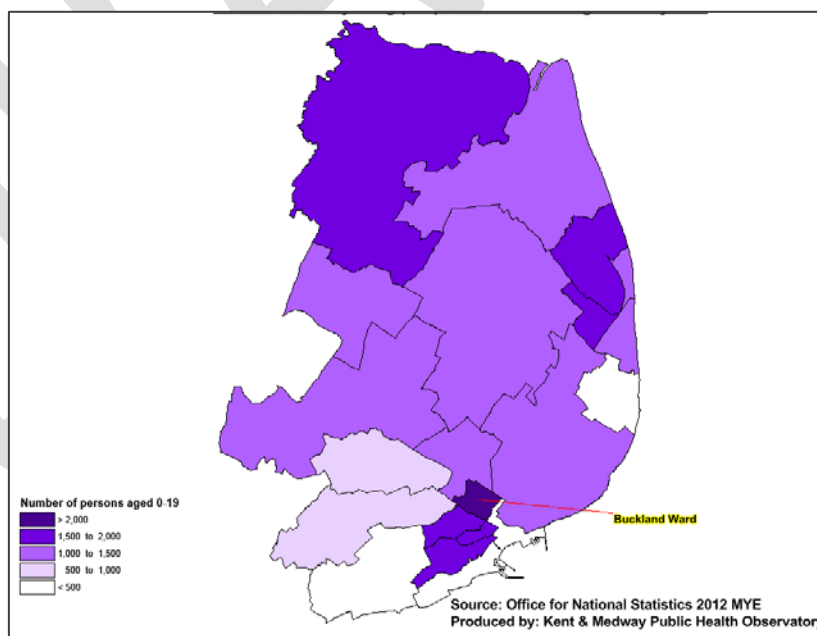 Number of persons aged 0-19
> 2,000
1,500 to 2,000
1,000 to 1,500
500 to 1,000
< 500
Buckland Ward
Source: Office for National Statistics 2012 MYE
Produced by: Kent & Medway Public Health Observatory